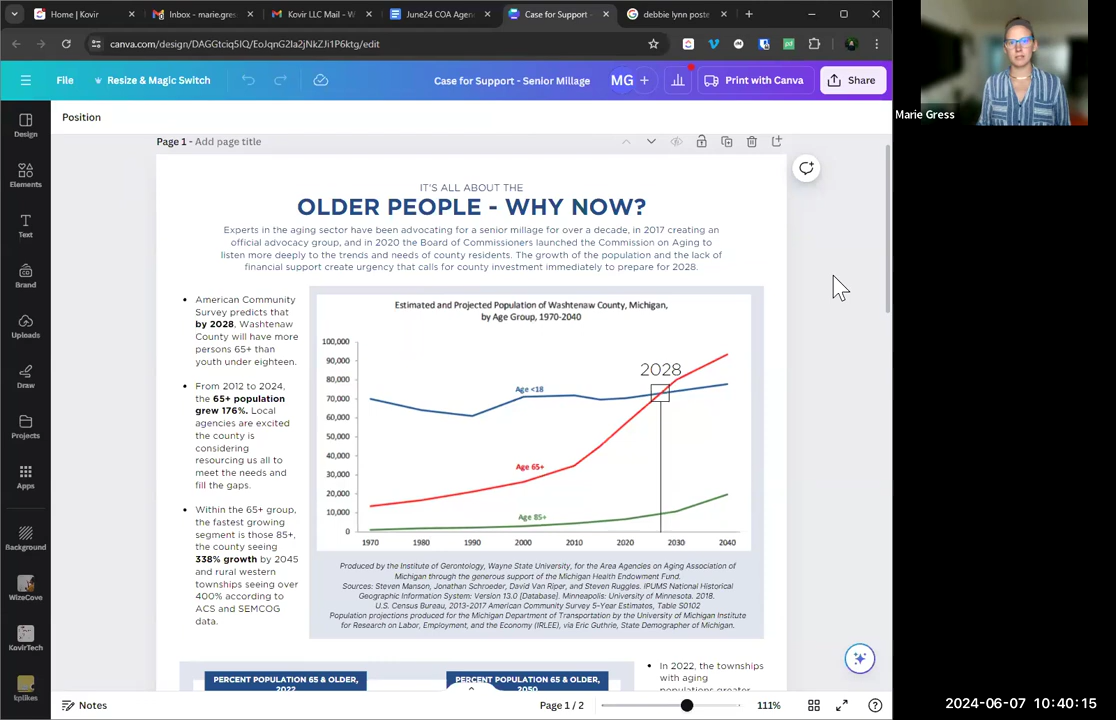 Home | Kovir
Inbox - marie.gres
Kovir LLC Mail - W
June24 COA Agen
Case for Support -
debbie lynn poste
canva.com/design/DAGGtciq5IQ/EoJqnG2Ia2jNkZJi1P6ktg/edit
File
Resize & Magic Switch
Case for Support - Senior Millage
MG
Print with Canva
Share
Marie Gress
Design
Elements
Text
Brand
Uploads
Draw
Projects
Apps
Background
WizeCove
KovirTech
Position
Page 1 - Add page title
IT'S ALL ABOUT THE
OLDER PEOPLE - WHY NOW?
Experts in the aging sector have been advocating for a senior millage for over a decade, in 2017 creating an
official advocacy group, and in 2020 the Board of Commissioners launched the Commission on Aging to
listen more deeply to the trends and needs of county residents. The growth of the population and the lack of
financial support create urgency that calls for county investment immediately to prepare for 2028.
American Community
Survey predicts that
by 2028, Washtenaw
County will have more
persons 65+ than
youth under eighteen.
From 2012 to 2024,
the 65+ population
grew 176%. Local
agencies are excited
the county is
considering
resourcing us all to
meet the needs and
fill the gaps.
Within the 65+ group,
the fastest growing
segment is those 85+,
the county seeing
338% growth by 2045
and rural western
townships seeing over
400% according to
ACS and SEMCOG
data.
Estimated and Projected Population of Washtenaw County, Michigan,
by Age Group, 1970-2040
100,000
90,000
80,000
70,000
60,000
50,000
40,000
30,000
20,000
10,000
0
2028
Age <18
Age 65+
Age 85+
1970 1980 1990 2000 2010 2020 2030 2040
Produced by the Institute of Gerontology, Wayne State University, for the Area Agencies on Aging Association of
Michigan through the generous support of the Michigan Health Endowment Fund.
Sources: Steven Manson, Jonathan Schroeder, David Van Riper, and Steven Ruggles. IPUMS National Historical
Geographic Information System: Version 13.0 [Database]. Minneapolis: University of Minnesota. 2018.
U.S. Census Bureau, 2013-2017 American Community Survey 5-Year Estimates, Table S0102
Population projections produced for the Michigan Department of Transportation by the University of Michigan Institute
for Research on Labor, Employment, and the Economy (IRLEE), via Eric Guthrie, State Demographer of Michigan.
PERCENT POPULATION 65 & OLDER,
2022
PERCENT POPULATION 65 & OLDER,
2050
In 2022, the townships
with aging
populations greater
Notes
Page 1 / 2
111%
2024-06-07 10:40:15